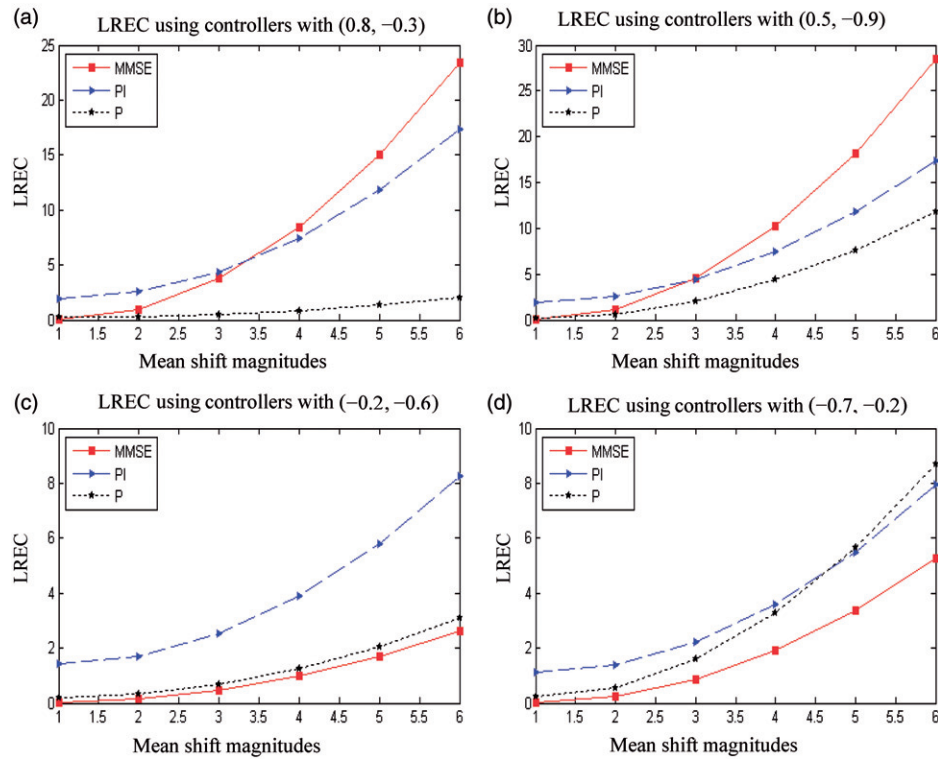 (a)
LREC using controllers with (0.8, −0.3)
25
20
15
10
5
0
LREC
MMSE
PI
P
1 1.5 2 2.5 3 3.5 4 4.5 5 5.5 6
Mean shift magnitudes
(b)
LREC using controllers with (0.5, −0.9)
30
25
20
15
10
5
0
LREC
MMSE
PI
P
1 1.5 2 2.5 3 3.5 4 4.5 5 5.5 6
Mean shift magnitudes
(c)
LREC using controllers with (−0.2, −0.6)
10
8
6
4
2
0
LREC
MMSE
PI
P
1 1.5 2 2.5 3 3.5 4 4.5 5 5.5 6
Mean shift magnitudes
(d)
LREC using controllers with (−0.7, −0.2)
10
8
6
4
2
0
LREC
MMSE
PI
P
1 1.5 2 2.5 3 3.5 4 4.5 5 5.5 6
Mean shift magnitudes